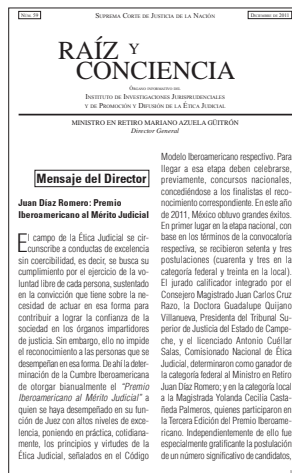 NÚM. 59
SUPREMA CORTE DE JUSTICIA DE LA NACIÓN
DICIEMBRE DE 2011
RAÍZ Y
CONCIENCIA
ÓRGANO INFORMATIVO DEL
INSTITUTO DE INVESTIGACIONES JURISPRUDENCIALES
Y DE PROMOCIÓN Y DIFUSIÓN DE LA ÉTICA JUDICIAL
MINISTRO EN RETIRO MARIANO AZUELA GÜITRÓN
Director General
Mensaje del Director
Juan Díaz Romero: Premio
Iberoamericano al Mérito Judicial
El campo de la Ética Judicial se cir-
cunscribe a conductas de excelencia
sin coercibilidad, es decir, se busca su
cumplimiento por el ejercicio de la vo-
luntad libre de cada persona, sustentado
en la convicción que tiene sobre la ne-
cesidad de actuar en esa forma para
contribuir a lograr la confianza de la
sociedad en los órganos impartidores
de justicia. Sin embargo, ello no impide
el reconocimiento a las personas que se
desempeñan en esa forma. De ahí la deter-
minación de la Cumbre Iberoamericana
de otorgar bianualmente el "Premio
Iberoamericano al Mérito Judicial" a
quien se haya desempeñado en su fun-
ción de Juez con altos niveles de exce-
lencia, poniendo en práctica, cotidiana-
mente, los principios y virtudes de la
Ética Judicial, señalados en el Código
Modelo Iberoamericano respectivo. Para
llegar a esa etapa deben celebrarse,
previamente, concursos nacionales,
concediéndose a los finalistas el reco-
nocimiento correspondiente. En este año
de 2011, México obtuvo grandes éxitos.
En primer lugar en la etapa nacional, con
base en los términos de la convocatoria
respectiva, se recibieron setenta y tres
postulaciones (cuarenta y tres en la
categoría federal y treinta en la local).
El jurado calificador integrado por el
Consejero Magistrado Juan Carlos Cruz
Razo, la Doctora Guadalupe Quijano
Villanueva, Presidenta del Tribunal Su-
perior de Justicia del Estado de Campe-
che, y el licenciado Antonio Cuéllar
Salas, Comisionado Nacional de Ética
Judicial, determinaron como ganador de
la categoría federal al Ministro en Retiro
Juan Díaz Romero; y en la categoría local
a la Magistrada Yolanda Cecilia Casta-
ñeda Palmeros, quienes participaron en
la Tercera Edición del Premio Iberoame-
ricano. Independientemente de ello fue
especialmente gratificante la postulación
de un número significativo de candidatos,